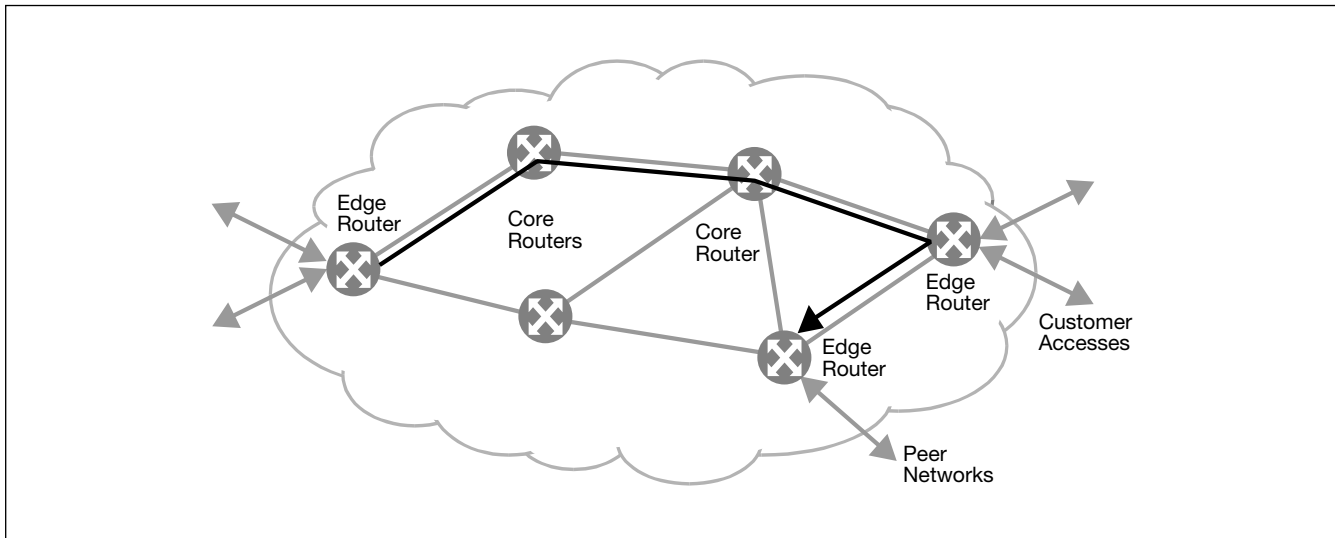 Edge
Router
Core
Routers
Core
Router
Edge
Router
Edge
Router
Customer
Accesses
Peer
Networks